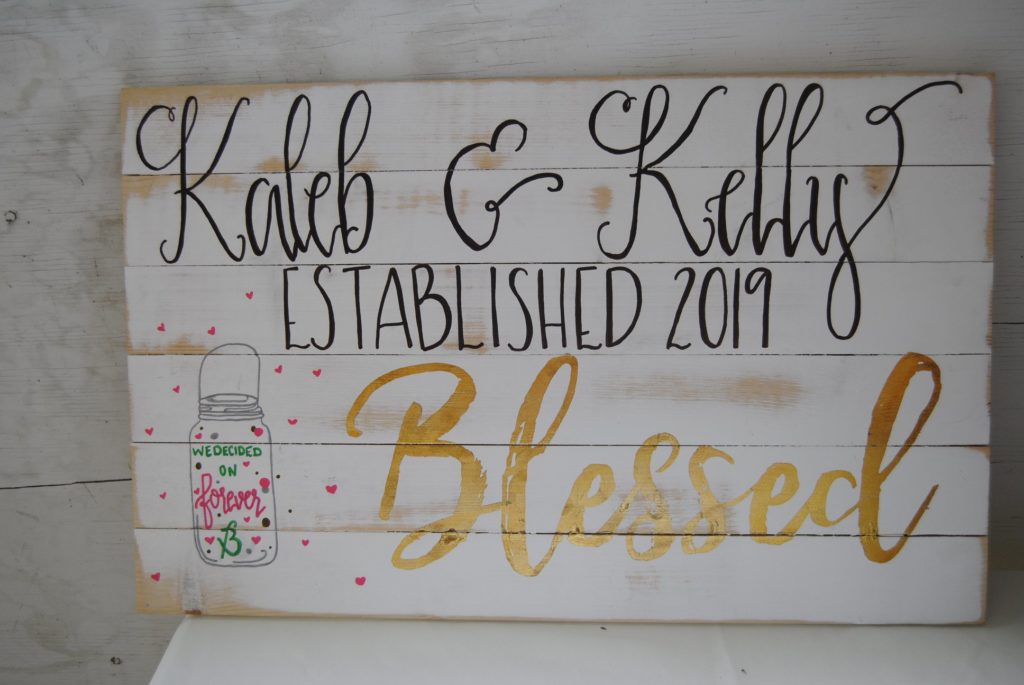 Kaleb & Kelly
ESTABLISHED 2019
Blessed
WE DECIDED
ON
forever